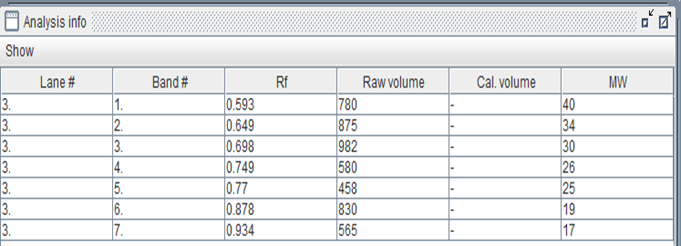 Analysis info
Show
Lane # Band # Rf Raw volume Cal. volume MW
3. 1. 0.593 780 - 40
3. 2. 0.649 875 - 34
3. 3. 0.698 982 - 30
3. 4. 0.749 580 - 26
3. 5. 0.77 458 - 25
3. 6. 0.878 830 - 19
3. 7. 0.934 565 - 17